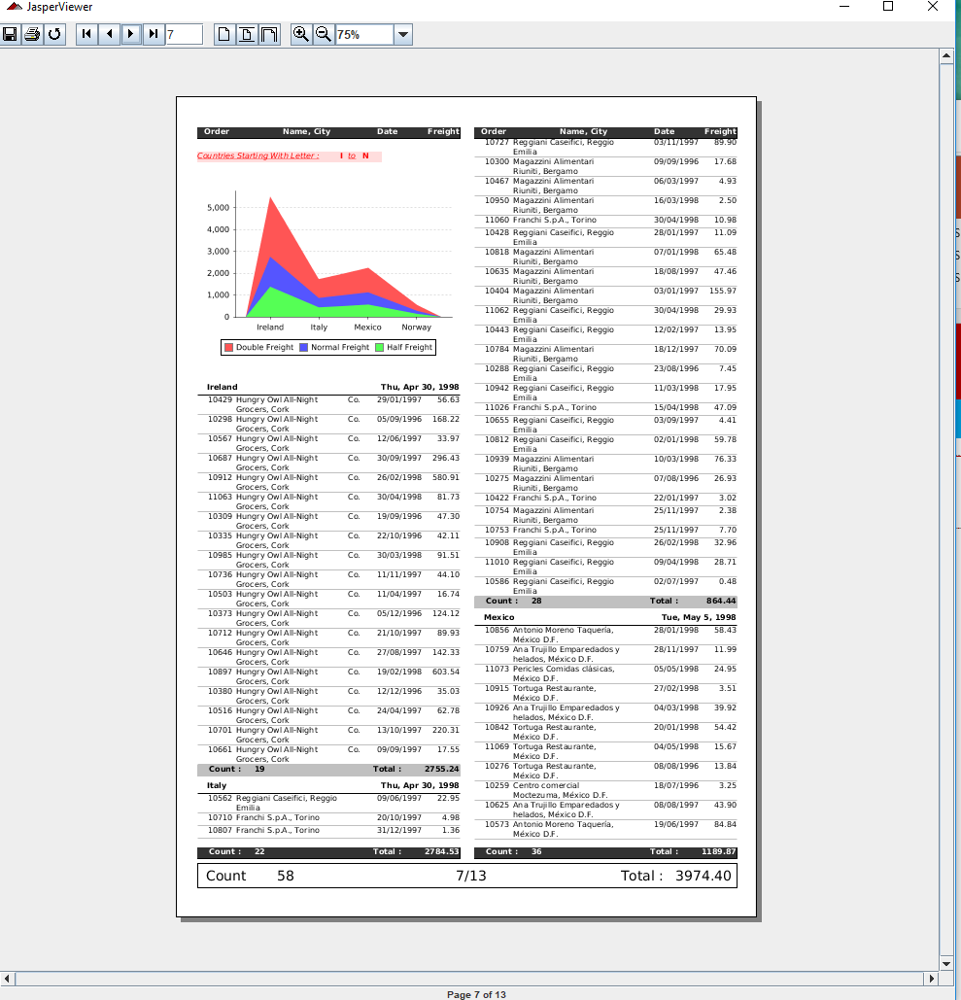 JasperViewer
7
75%
Order Name, City Date Freight
Countries Starting With Letter : I to N
5,000
4,000
3,000
2,000
1,000
0
Ireland Italy Mexico Norway
Double Freight Normal Freight Half Freight
Ireland Thu, Apr 30, 1998
10429 Hungry Owl All-Night Co. 29/01/1997 56.63
Grocers, Cork
10298 Hungry Owl All-Night Co. 05/09/1996 168.22
Grocers, Cork
10567 Hungry Owl All-Night Co. 12/06/1997 33.97
Grocers, Cork
10687 Hungry Owl All-Night Co. 30/09/1997 296.43
Grocers, Cork
10912 Hungry Owl All-Night Co. 26/02/1998 580.91
Grocers, Cork
11063 Hungry Owl All-Night Co. 30/04/1998 81.73
Grocers, Cork
10309 Hungry Owl All-Night Co. 19/09/1996 47.30
Grocers, Cork
10335 Hungry Owl All-Night Co. 22/10/1996 42.11
Grocers, Cork
10985 Hungry Owl All-Night Co. 30/03/1998 91.51
Grocers, Cork
10736 Hungry Owl All-Night Co. 11/11/1997 44.10
Grocers, Cork
10503 Hungry Owl All-Night Co. 11/04/1997 16.74
Grocers, Cork
10373 Hungry Owl All-Night Co. 05/12/1996 124.12
Grocers, Cork
10712 Hungry Owl All-Night Co. 21/10/1997 89.93
Grocers, Cork
10646 Hungry Owl All-Night Co. 27/08/1997 142.33
Grocers, Cork
10897 Hungry Owl All-Night Co. 19/02/1998 603.54
Grocers, Cork
10380 Hungry Owl All-Night Co. 12/12/1996 35.03
Grocers, Cork
10516 Hungry Owl All-Night Co. 24/04/1997 62.78
Grocers, Cork
10701 Hungry Owl All-Night Co. 13/10/1997 220.31
Grocers, Cork
10661 Hungry Owl All-Night Co. 09/09/1997 17.55
Grocers, Cork
Count : 19 Total : 2755.24
Italy Thu, Apr 30, 1998
10562 Reggiani Caseifici, Reggio 09/06/1997 22.95
Emilia
10710 Franchi S.p.A., Torino 20/10/1997 4.98
10807 Franchi S.p.A., Torino 31/12/1997 1.36
Count : 22 Total : 2784.53
Order Name, City Date Freight
10727 Reggiani Caseifici, Reggio 03/11/1997 89.90
Emilia
10300 Magazzini Alimentari 09/09/1996 17.68
Riuniti, Bergamo
10467 Magazzini Alimentari 06/03/1997 4.93
Riuniti, Bergamo
10950 Magazzini Alimentari 16/03/1998 2.50
Riuniti, Bergamo
11060 Franchi S.p.A., Torino 30/04/1998 10.98
10428 Reggiani Caseifici, Reggio 28/01/1997 11.09
Emilia
10818 Magazzini Alimentari 07/01/1998 65.48
Riuniti, Bergamo
10635 Magazzini Alimentari 18/08/1997 47.46
Riuniti, Bergamo
10404 Magazzini Alimentari 03/01/1997 155.97
Riuniti, Bergamo
11062 Reggiani Caseifici, Reggio 30/04/1998 29.93
Emilia
10443 Reggiani Caseifici, Reggio 12/02/1997 13.95
Emilia
10784 Magazzini Alimentari 18/12/1997 70.09
Riuniti, Bergamo
10288 Reggiani Caseifici, Reggio 23/08/1996 7.45
Emilia
10942 Reggiani Caseifici, Reggio 11/03/1998 17.95
Emilia
11026 Franchi S.p.A., Torino 15/04/1998 47.09
10655 Reggiani Caseifici, Reggio 03/09/1997 4.41
Emilia
10812 Reggiani Caseifici, Reggio 02/01/1998 59.78
Emilia
10939 Magazzini Alimentari 10/03/1998 76.33
Riuniti, Bergamo
10275 Magazzini Alimentari 07/08/1996 26.93
Riuniti, Bergamo
10422 Franchi S.p.A., Torino 22/01/1997 3.02
10754 Magazzini Alimentari 25/11/1997 2.38
Riuniti, Bergamo
10753 Franchi S.p.A., Torino 25/11/1997 7.70
10908 Reggiani Caseifici, Reggio 26/02/1998 32.96
Emilia
11010 Reggiani Caseifici, Reggio 09/04/1998 28.71
Emilia
10586 Reggiani Caseifici, Reggio 02/07/1997 0.48
Emilia
Count : 28 Total : 864.44
Mexico Tue, May 5, 1998
10856 Antonio Moreno Taquería, 28/01/1998 58.43
México D.F.
10759 Ana Trujillo Emparedados y 28/11/1997 11.99
helados, México D.F.
11073 Pericles Comidas clásicas, 05/05/1998 24.95
México D.F.
10915 Tortuga Restaurante, 27/02/1998 3.51
México D.F.
10926 Ana Trujillo Emparedados y 04/03/1998 39.92
helados, México D.F.
10842 Tortuga Restaurante, 20/01/1998 54.42
México D.F.
11069 Tortuga Restaurante, 04/05/1998 15.67
México D.F.
10276 Tortuga Restaurante, 08/08/1996 13.84
México D.F.
10259 Centro comercial 18/07/1996 3.25
Moctezuma, México D.F.
10625 Ana Trujillo Emparedados y 08/08/1997 43.90
helados, México D.F.
10573 Antonio Moreno Taquería, 19/06/1997 84.84
México D.F.
Count : 36 Total : 1189.87
Count 58 7/13 Total : 3974.40
Page 7 of 13